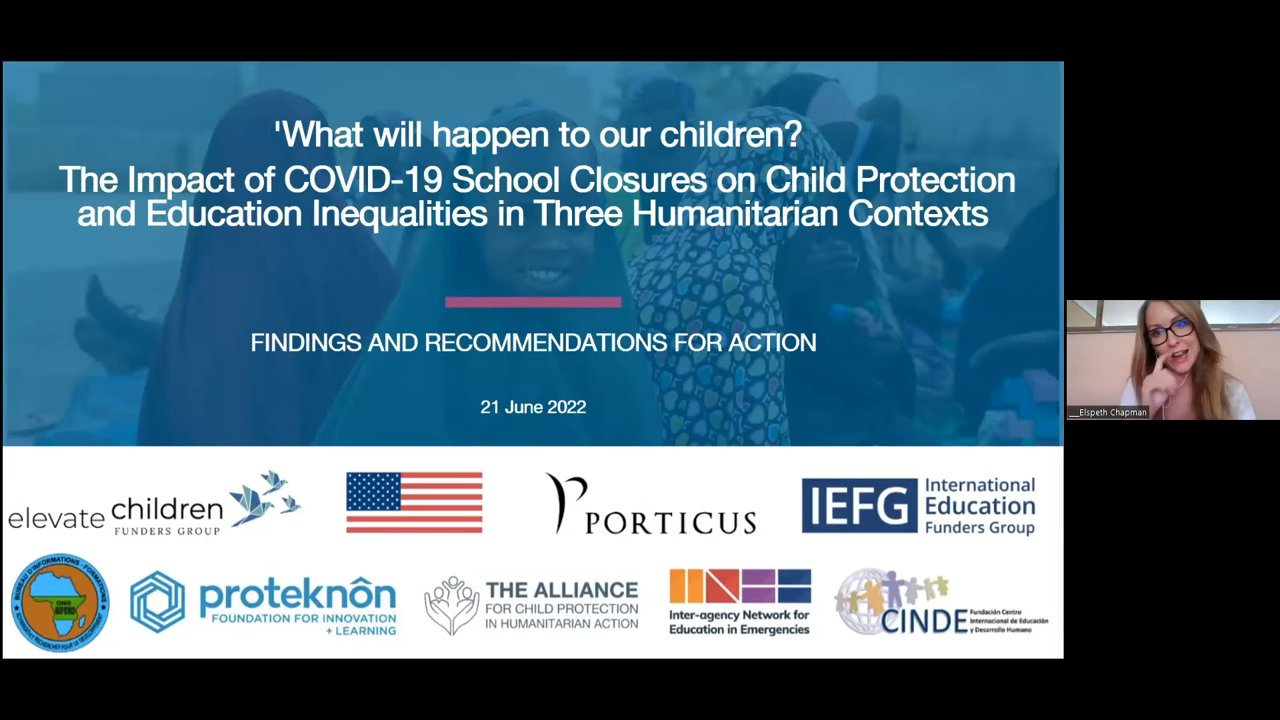 'What will happen to our children?
The Impact of COVID-19 School Closures on Child Protection
and Education Inequalities in Three Humanitarian Contexts
FINDINGS AND RECOMMENDATIONS FOR ACTION
21 June 2022
elevate children
FUNDERS GROUP
PORTICUS
IEFG
International
Education
Funders Group
proteknôn
FOUNDATION FOR INNOVATION
+ LEARNING
THE ALLIANCE
FOR CHILD PROTECTION
IN HUMANITARIAN ACTION
INEE
Inter-agency Network for
Education in Emergencies
CINDE
Fundación Centro
Internacional de Educación
y Desarrollo Humano
__Elspeth Chapman